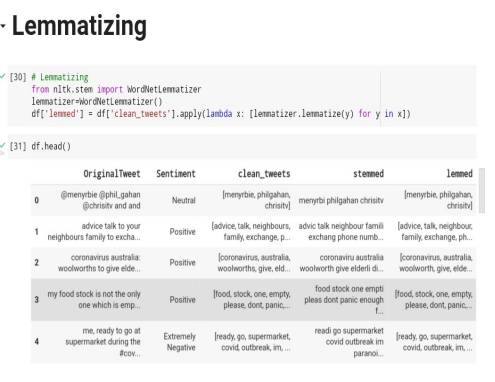 Lemmatizing
[30] # Lemmatizing
from nltk.stem import WordNetLemmatizer
lemmatizer=WordNetLemmatizer()
df['lemmed'] = df['clean_tweets'].apply(lambda x: [lemmatizer.lemmatize(y) for y in x])
[31] df.head()
OriginalTweet Sentiment clean_tweets stemmed lemmed
0 @menyrbie @phil_gahan @chrisitv and and Neutral [menyrbie, philgahan, chrisitv] menyrbi philgahan chrisitv [menyrbie, philgahan, chrisitv]
1 advice talk to your neighbours family to excha... Positive [advice, talk, neighbours, family, exchange, p... advic talk neighbour famili exchang phone numb... [advice, talk, neighbour, family, exchange, ph...
2 coronavirus australia: woolworths to give elde... Positive [coronavirus, australia, woolworths, give, eld... coronaviru australia woolworth give elderli di... [coronavirus, australia, woolworth, give, elde...
3 my food stock is not the only one which is emp... Positive [food, stock, one, empty, please, dont, panic,... food stock one empti pleas dont panic enough f... [food, stock, one, empty, please, dont, panic,...
4 me, ready to go at supermarket during the #cov... Extremely Negative [ready, go, supermarket, covid, outbreak, im, ... readi go supermarket covid outbreak im paranoi... [ready, go, supermarket, covid, outbreak, im, ...